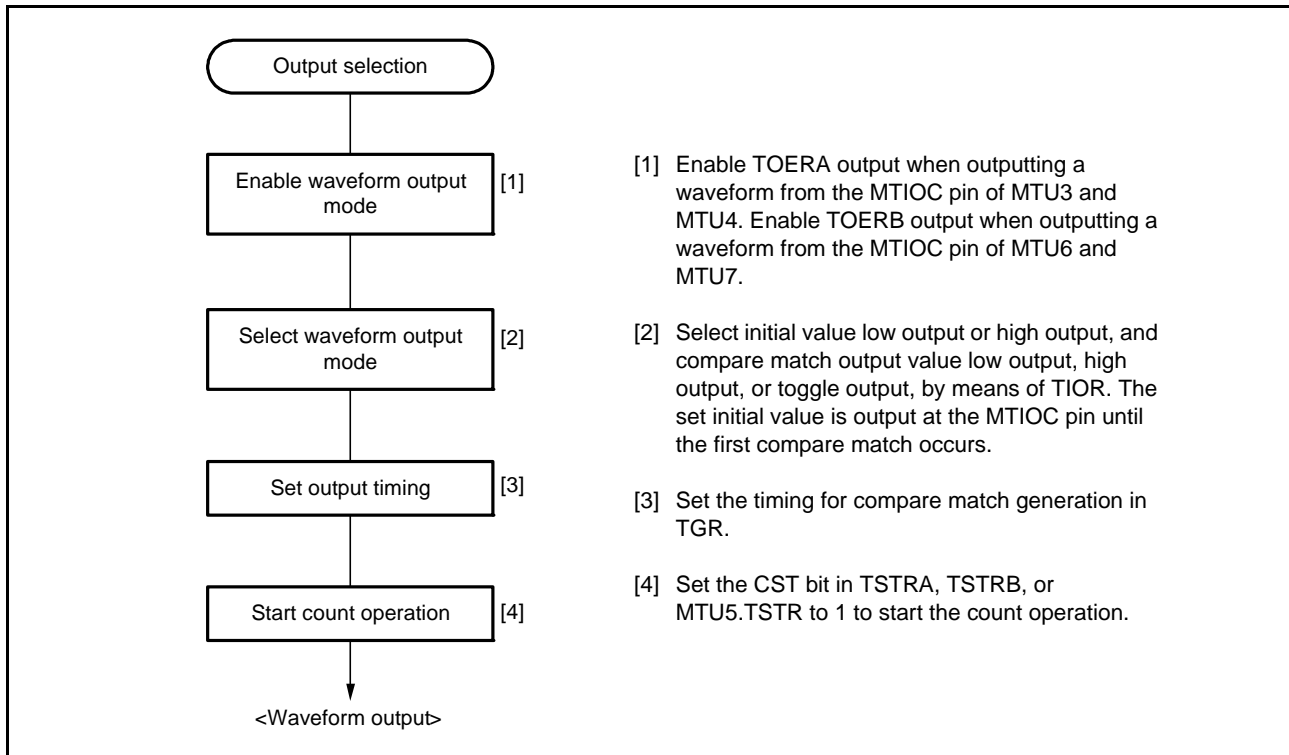 Output selection
Enable waveform output
mode
[1]
Select waveform output
mode
[2]
Set output timing
[3]
Start count operation
[4]
<Waveform output>
[1] Enable TOERA output when outputting a
waveform from the MTIOC pin of MTU3 and
MTU4. Enable TOERB output when outputting a
waveform from the MTIOC pin of MTU6 and
MTU7.
[2] Select initial value low output or high output, and
compare match output value low output, high
output, or toggle output, by means of TIOR. The
set initial value is output at the MTIOC pin until
the first compare match occurs.
[3] Set the timing for compare match generation in
TGR.
[4] Set the CST bit in TSTRA, TSTRB, or
MTU5.TSTR to 1 to start the count operation.